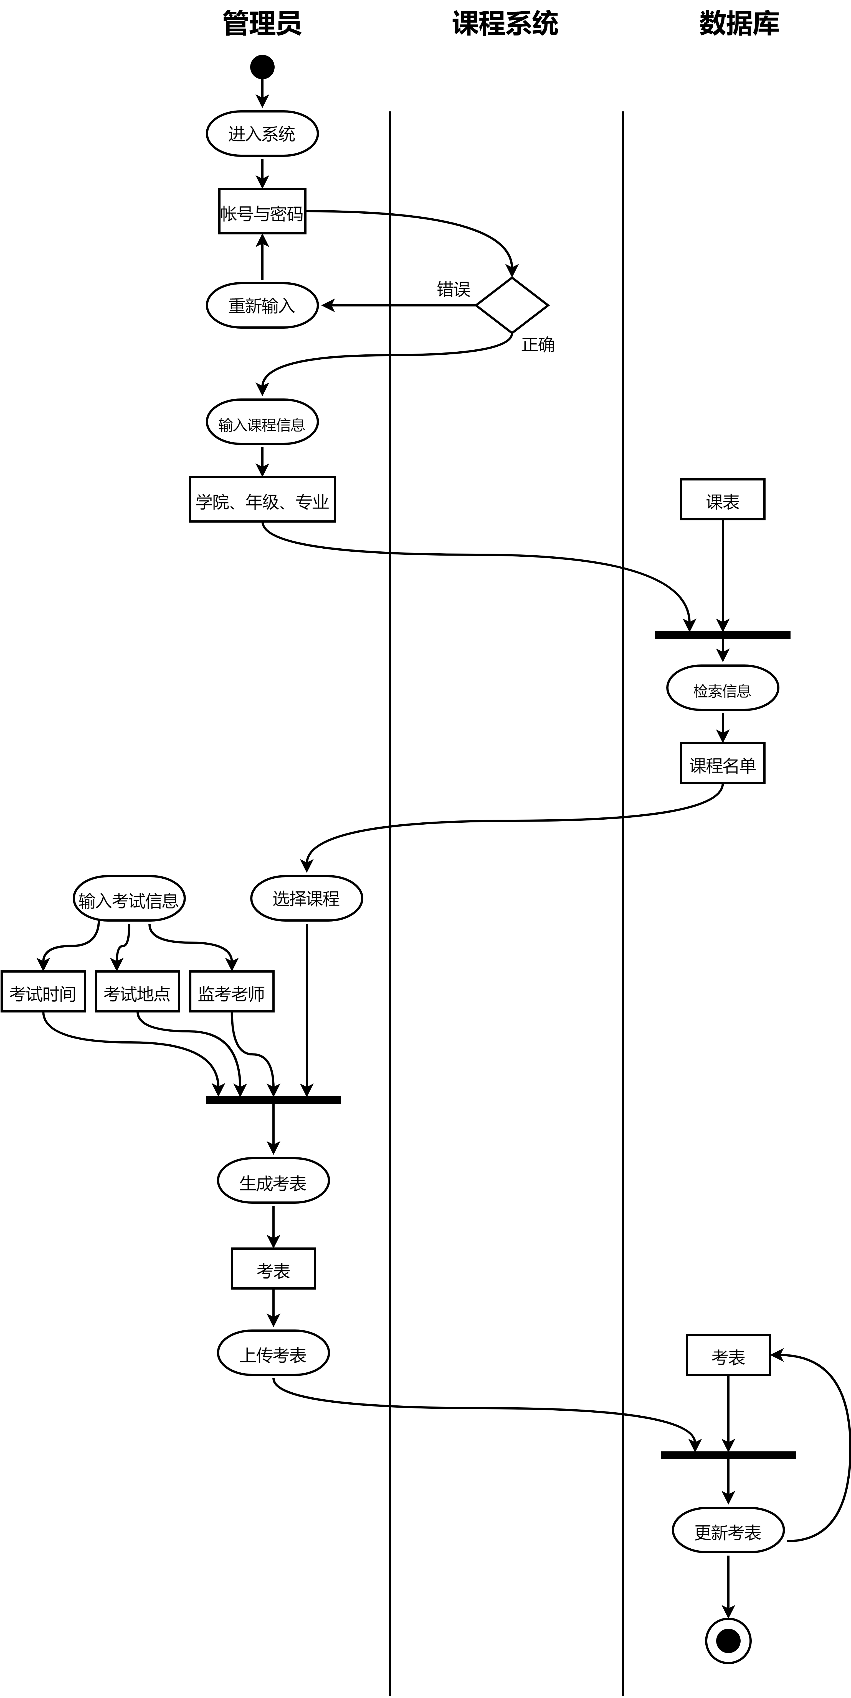 管理员
课程系统
数据库
进入系统
帐号与密码
错误
重新输入
正确
输入课程信息
学院、年级、专业
课表
检索信息
课程名单
输入考试信息
选择课程
考试时间
考试地点
监考老师
生成考表
考表
上传考表
考表
更新考表